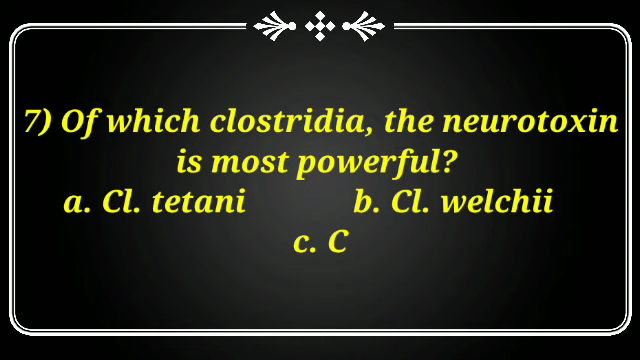 7) Of which clostridia, the neurotoxin
is most powerful?
a. Cl. tetani b. Cl. welchii
c. C